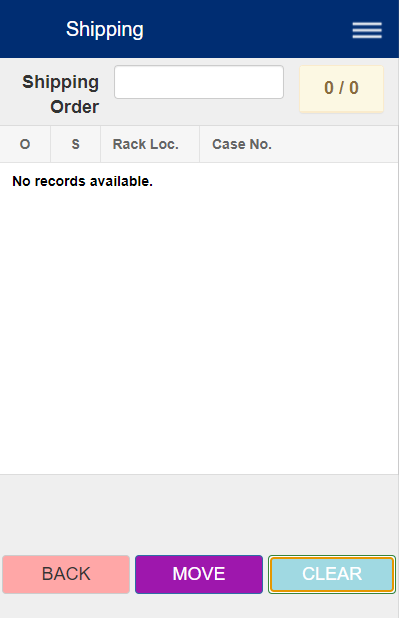 Shipping
Shipping
Order
0 / 0
O S Rack Loc. Case No.
No records available.
BACK MOVE CLEAR